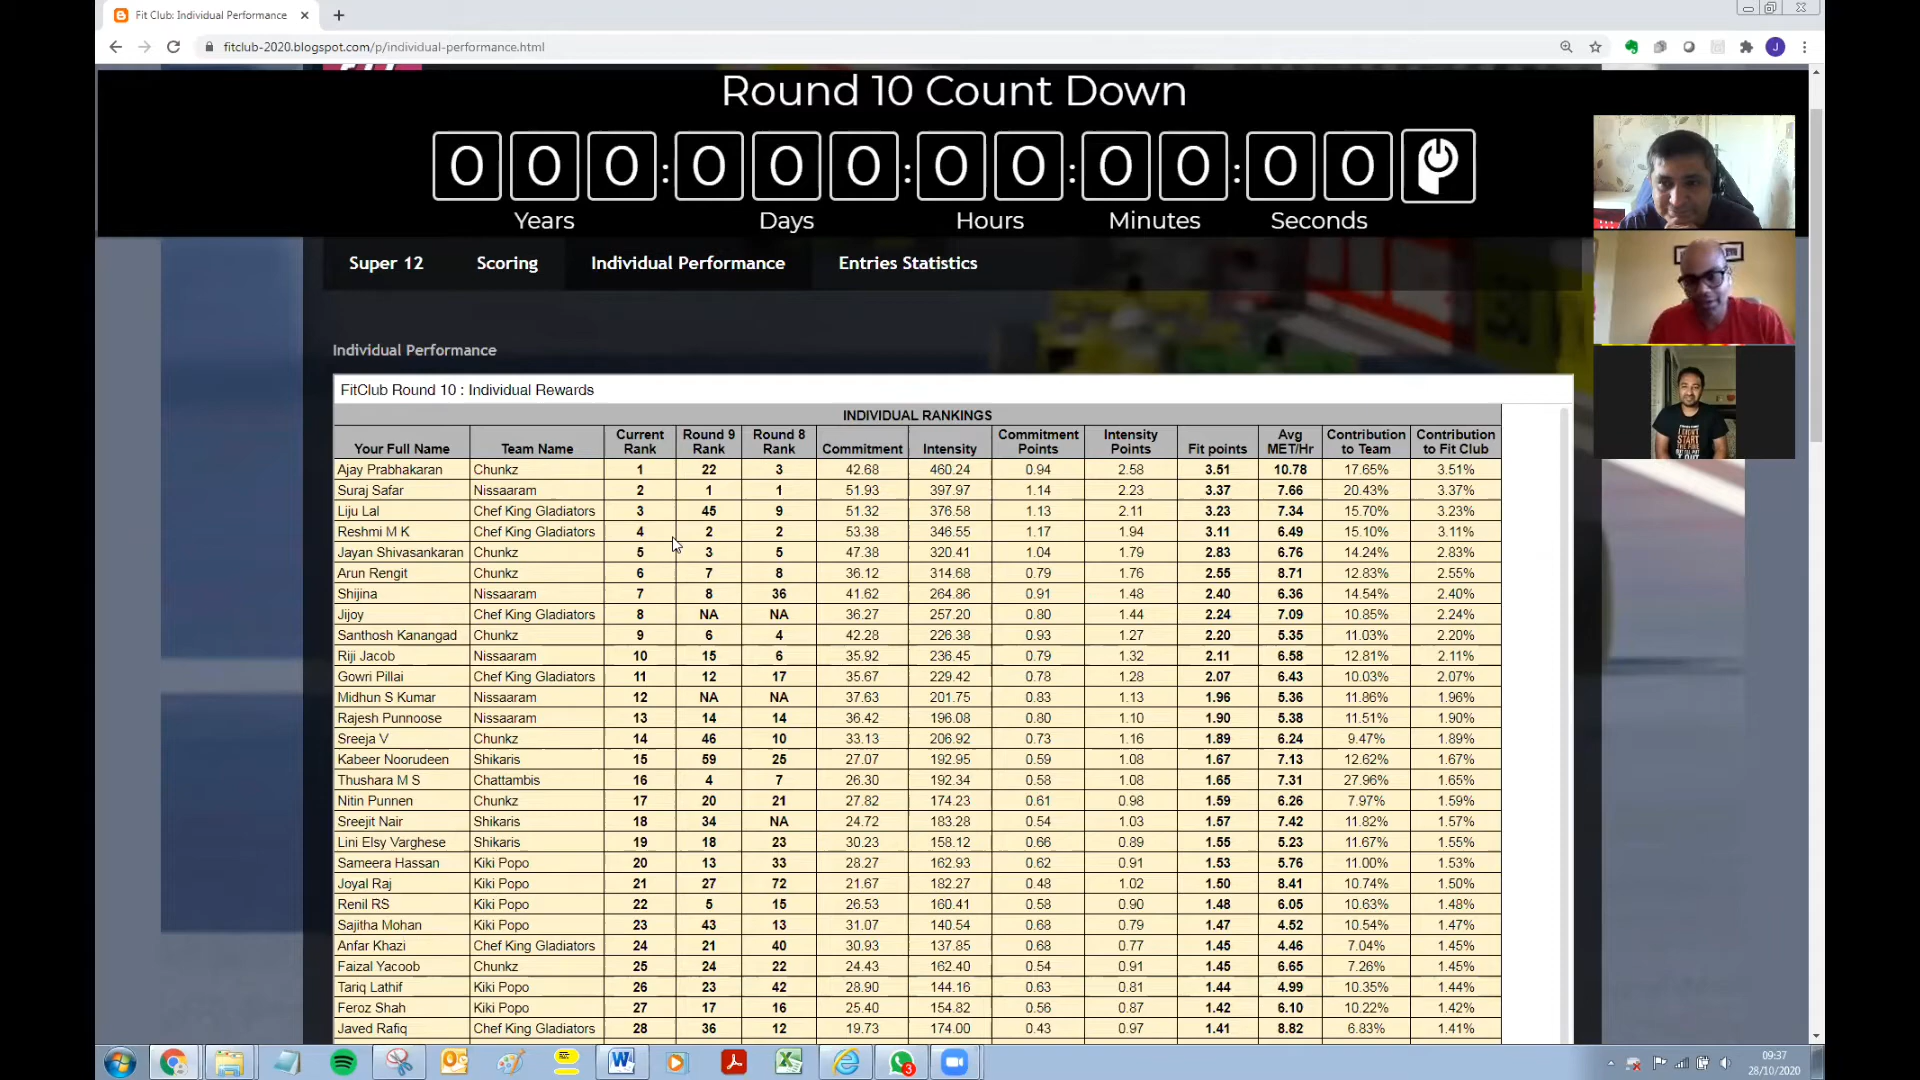 Fit Club: Individual Performance
fitclub-2020.blogspot.com/p/individual-performance.html
J
Round 10 Count Down
0 0 0 : 0 0 0 : 0 0 : 0 0 : 0 0
Years Days Hours Minutes Seconds
Super 12 Scoring Individual Performance Entries Statistics
Individual Performance
FitClub Round 10 : Individual Rewards
INDIVIDUAL RANKINGS
Your Full Name Team Name Current Rank Round 9 Rank Round 8 Rank Commitment Intensity Commitment Points Intensity Points Fit points Avg MET/Hr Contribution to Team Contribution to Fit Club
Ajay Prabhakaran Chunkz 1 22 3 42.68 460.24 0.94 2.58 3.51 10.78 17.65% 3.51%
Suraj Safar Nissaaram 2 1 1 51.93 397.97 1.14 2.23 3.37 7.66 20.43% 3.37%
Liju Lal Chef King Gladiators 3 45 9 51.32 376.58 1.13 2.11 3.23 7.34 15.70% 3.23%
Reshmi M K Chef King Gladiators 4 2 2 53.38 346.55 1.17 1.94 3.11 6.49 15.10% 3.11%
Jayan Shivasankaran Chunkz 5 3 5 47.38 320.41 1.04 1.79 2.83 6.76 14.24% 2.83%
Arun Rengit Chunkz 6 7 8 36.12 314.68 0.79 1.76 2.55 8.71 12.83% 2.55%
Shijina Nissaaram 7 8 36 41.62 264.86 0.91 1.48 2.40 6.36 14.54% 2.40%
Jijoy Chef King Gladiators 8 NA NA 36.27 257.20 0.80 1.44 2.24 7.09 10.85% 2.24%
Santhosh Kanangad Chunkz 9 6 4 42.28 226.38 0.93 1.27 2.20 5.35 11.03% 2.20%
Riji Jacob Nissaaram 10 15 6 35.92 236.45 0.79 1.32 2.11 6.58 12.81% 2.11%
Gowri Pillai Chef King Gladiators 11 12 17 35.67 229.42 0.78 1.28 2.07 6.43 10.03% 2.07%
Midhun S Kumar Nissaaram 12 NA NA 37.63 201.75 0.83 1.13 1.96 5.36 11.86% 1.96%
Rajesh Punnoose Nissaaram 13 14 14 36.42 196.08 0.80 1.10 1.90 5.38 11.51% 1.90%
Sreeja V Chunkz 14 46 10 33.13 206.92 0.73 1.16 1.89 6.24 9.47% 1.89%
Kabeer Noorudeen Shikaris 15 59 25 27.07 192.95 0.59 1.08 1.67 7.13 12.62% 1.67%
Thushara M S Chattambis 16 4 7 26.30 192.34 0.58 1.08 1.65 7.31 27.96% 1.65%
Nitin Punnen Chunkz 17 20 21 27.82 174.23 0.61 0.98 1.59 6.26 7.97% 1.59%
Sreejit Nair Shikaris 18 34 NA 24.72 183.28 0.54 1.03 1.57 7.42 11.82% 1.57%
Lini Elsy Varghese Shikaris 19 18 23 30.23 158.12 0.66 0.89 1.55 5.23 11.67% 1.55%
Sameera Hassan Kiki Popo 20 13 33 28.27 162.93 0.62 0.91 1.53 5.76 11.00% 1.53%
Joyal Raj Kiki Popo 21 27 72 21.67 182.27 0.48 1.02 1.50 8.41 10.74% 1.50%
Renil RS Kiki Popo 22 5 15 26.53 160.41 0.58 0.90 1.48 6.05 10.63% 1.48%
Sajitha Mohan Kiki Popo 23 43 13 31.07 140.54 0.68 0.79 1.47 4.52 10.54% 1.47%
Anfar Khazi Chef King Gladiators 24 21 40 30.93 137.85 0.68 0.77 1.45 4.46 7.04% 1.45%
Faizal Yacoob Chunkz 25 24 22 24.43 162.40 0.54 0.91 1.45 6.65 7.26% 1.45%
Tariq Lathif Kiki Popo 26 23 42 28.90 144.16 0.63 0.81 1.44 4.99 10.35% 1.44%
Feroz Shah Kiki Popo 27 17 16 25.40 154.82 0.56 0.87 1.42 6.10 10.22% 1.42%
Javed Rafiq Chef King Gladiators 28 36 12 19.73 174.00 0.43 0.97 1.41 8.82 6.83% 1.41%
09:37
28/10/2020